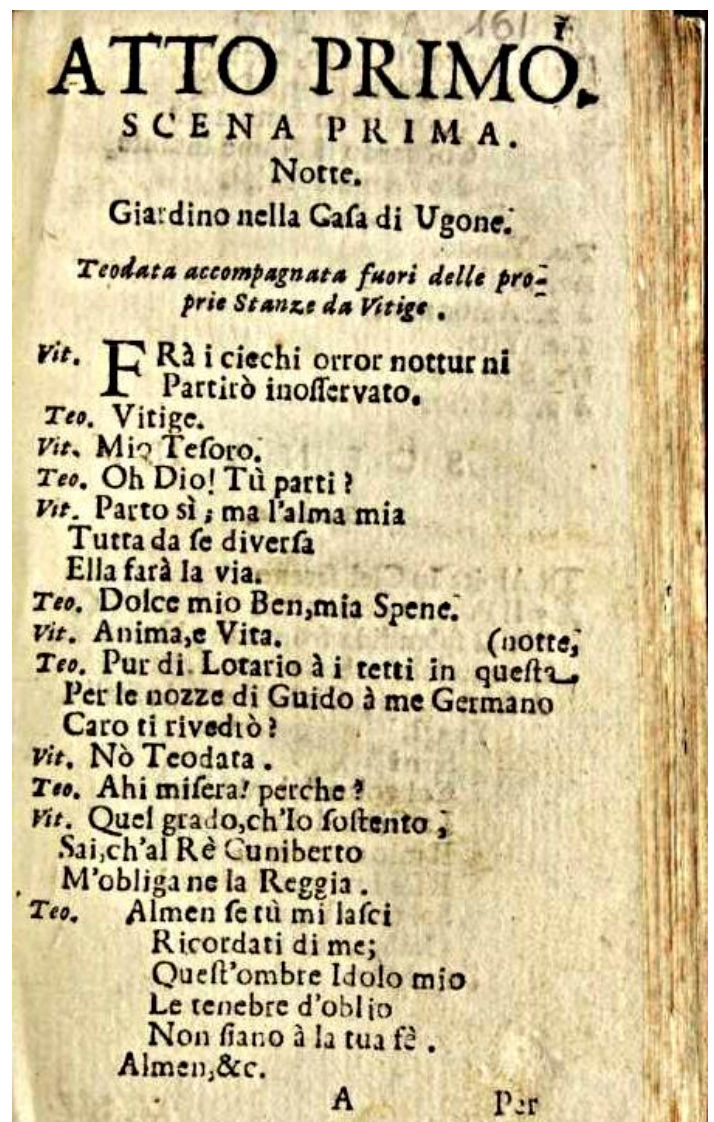 161
ATTO PRIMO.
SCENA PRIMA.
Notte.
Giardino nella Caſa di Ugone.
Teodata accompagnata fuori delle pro-
prie Stanze da Vitige.
Vit. FRà i ciechi orror notturni
Partirò inoſſervato.
Teo. Vitige.
Vit. Mio Teſoro.
Teo. Oh Dio! Tù parti?
Vit. Parto sì; ma l'alma mia
Tutta da ſe diverſa
Ella farà la via.
Teo. Dolce mio Ben, mia Spene.
Vit. Anima, e Vita. (notte,
Teo. Pur di Lotario à i tetti in queſta
Per le nozze di Guido à me Germano
Caro ti rivedrò?
Vit. Nò Teodata.
Teo. Ahi miſera! perche?
Vit. Quel grado, ch'Io ſoſtento,
Sai, ch'al Rè Cuniberto
M'obliga ne la Reggia.
Teo. Almen ſe tù mi laſci
Ricordati di me;
Queſt'ombre Idolo mio
Le tenebre d'oblio
Non ſiano à la tua fè.
Almen, &c.
A Per